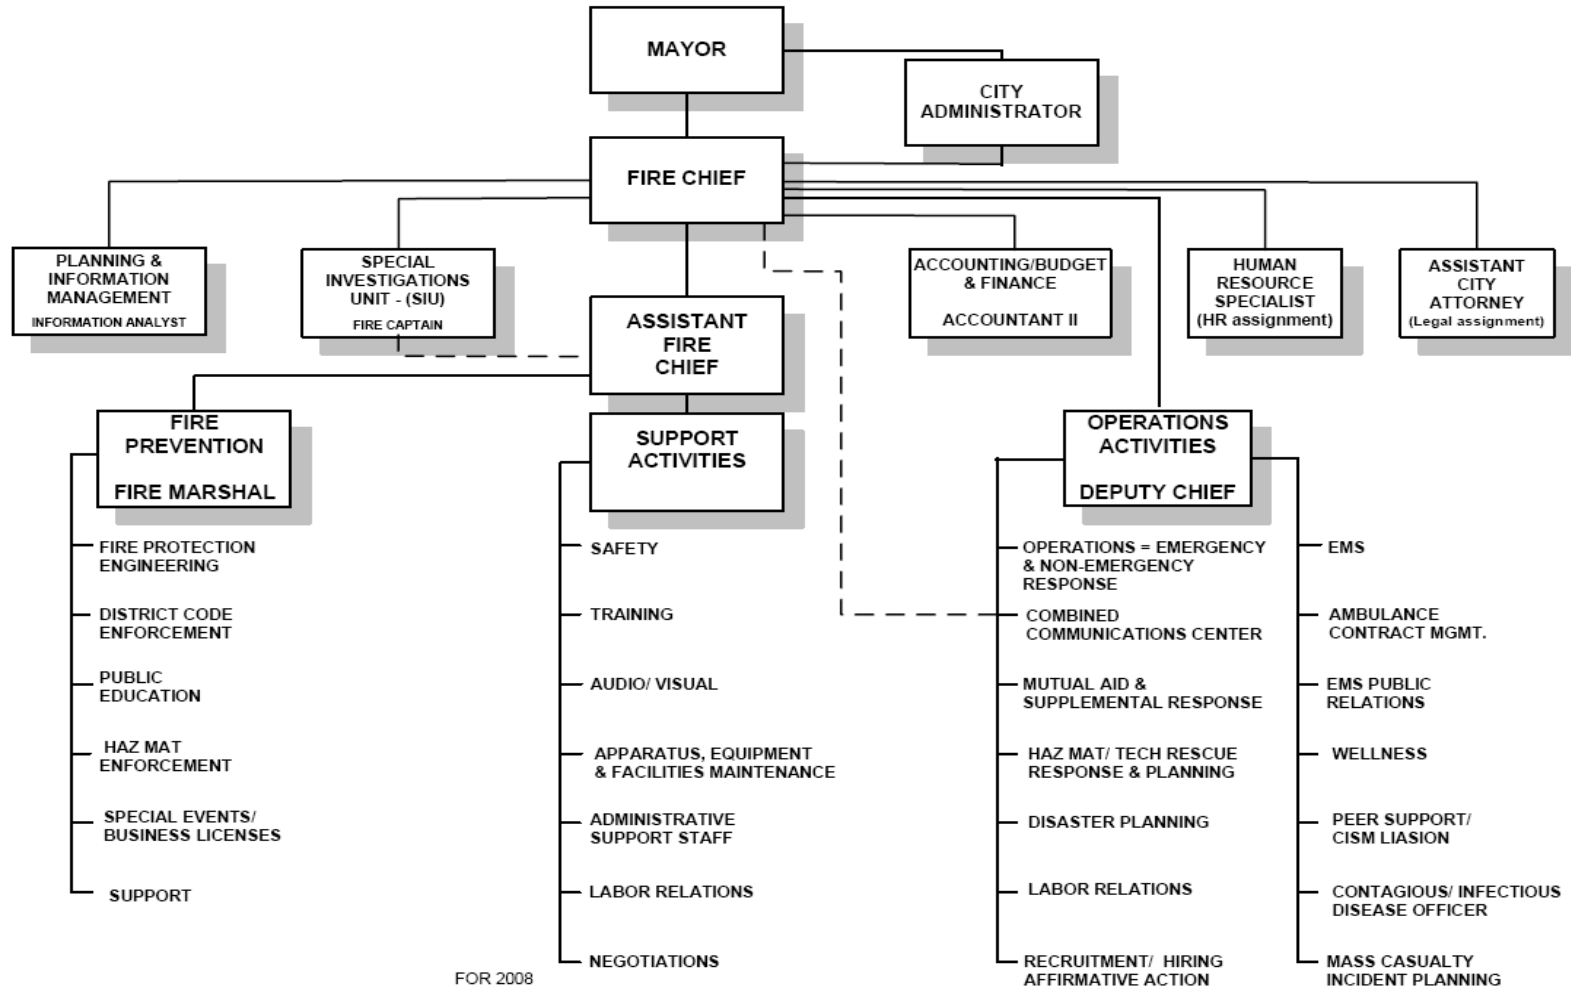 MAYOR
CITY
ADMINISTRATOR
FIRE CHIEF
PLANNING &
INFORMATION
MANAGEMENT
INFORMATION ANALYST
SPECIAL
INVESTIGATIONS
UNIT - (SIU)
FIRE CAPTAIN
ASSISTANT
FIRE
CHIEF
ACCOUNTING/BUDGET
& FINANCE
ACCOUNTANT II
HUMAN
RESOURCE
SPECIALIST
(HR assignment)
ASSISTANT
CITY
ATTORNEY
(Legal assignment)
FIRE
PREVENTION
FIRE MARSHAL
SUPPORT
ACTIVITIES
OPERATIONS
ACTIVITIES
DEPUTY CHIEF
FIRE PROTECTION
ENGINEERING
DISTRICT CODE
ENFORCEMENT
PUBLIC
EDUCATION
HAZ MAT
ENFORCEMENT
SPECIAL EVENTS/
BUSINESS LICENSES
SUPPORT
SAFETY
TRAINING
AUDIO/ VISUAL
APPARATUS, EQUIPMENT
& FACILITIES MAINTENANCE
ADMINISTRATIVE
SUPPORT STAFF
LABOR RELATIONS
NEGOTIATIONS
OPERATIONS = EMERGENCY
& NON-EMERGENCY
RESPONSE
COMBINED
COMMUNICATIONS CENTER
MUTUAL AID &
SUPPLEMENTAL RESPONSE
HAZ MAT/ TECH RESCUE
RESPONSE & PLANNING
DISASTER PLANNING
LABOR RELATIONS
RECRUITMENT/ HIRING
AFFIRMATIVE ACTION
EMS
AMBULANCE
CONTRACT MGMT.
EMS PUBLIC
RELATIONS
WELLNESS
PEER SUPPORT/
CISM LIASION
CONTAGIOUS/ INFECTIOUS
DISEASE OFFICER
MASS CASUALTY
INCIDENT PLANNING
FOR 2008